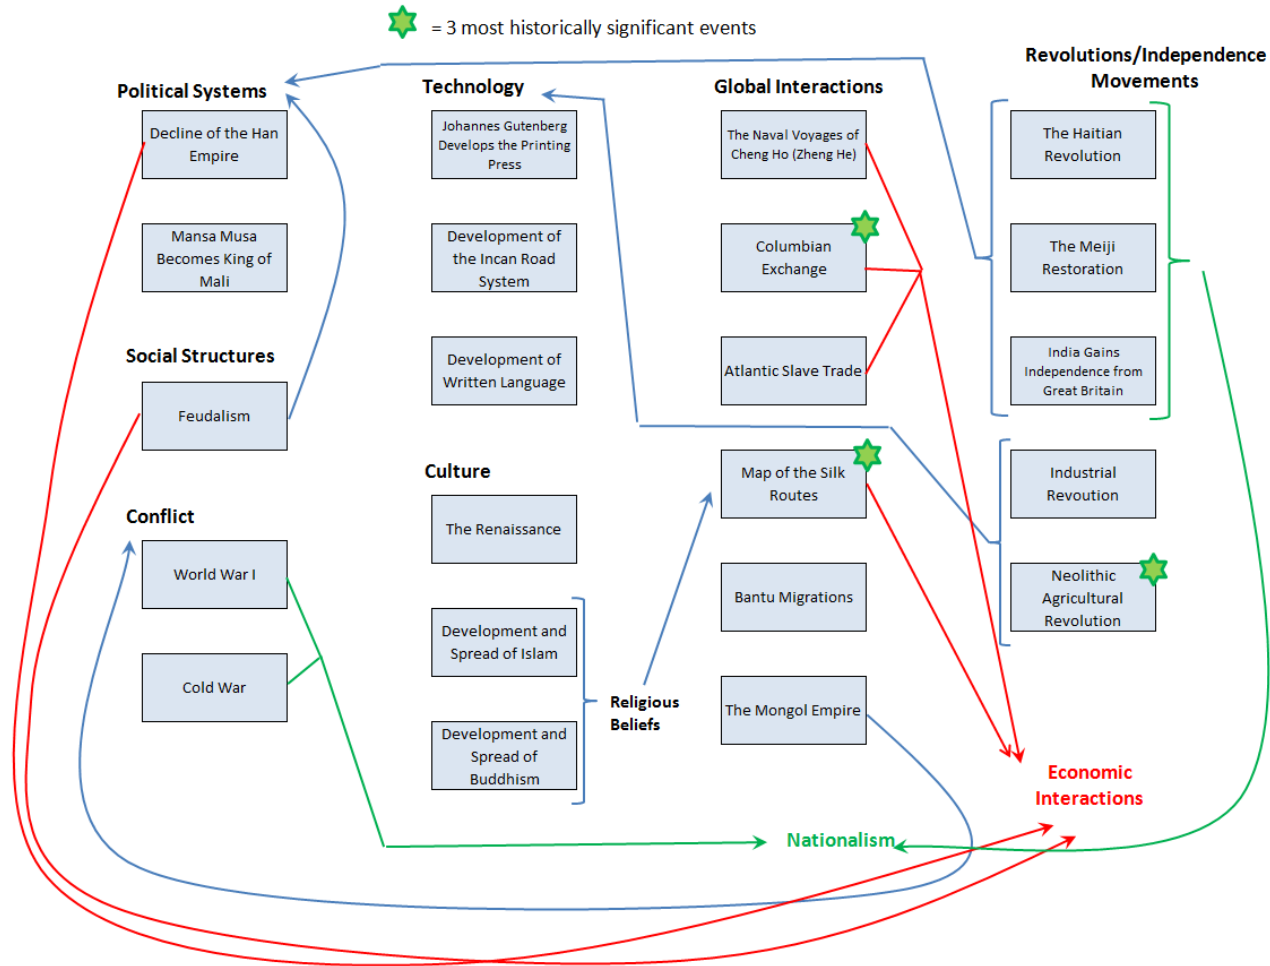 = 3 most historically significant events
Political Systems
Decline of the Han
Empire
Mansa Musa
Becomes King of
Mali
Social Structures
Feudalism
Conflict
World War I
Cold War
Technology
Johannes Gutenberg
Develops the Printing
Press
Development of
the Incan Road
System
Development of
Written Language
Culture
The Renaissance
Development and
Spread of Islam
Development and
Spread of
Buddhism
Religious
Beliefs
Global Interactions
The Naval Voyages of
Cheng Ho (Zheng He)
Columbian
Exchange
Atlantic Slave Trade
Map of the Silk
Routes
Bantu Migrations
The Mongol Empire
Revolutions/Independence
Movements
The Haitian
Revolution
The Meiji
Restoration
India Gains
Independence from
Great Britain
Industrial
Revoution
Neolithic
Agricultural
Revolution
Economic
Interactions
Nationalism